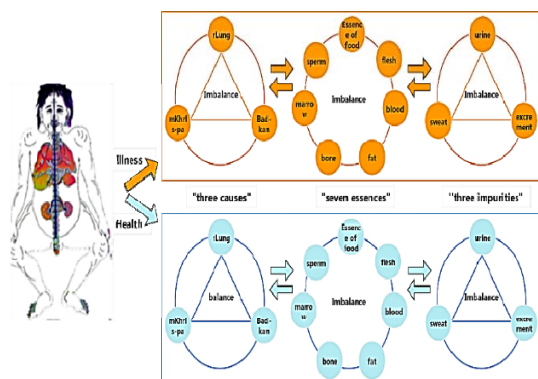 Essen
ce of
food
rLung
urine
sperm
flesh
Imbalance
marro
w
Imbalance
blood
Imbalance
mKhri
s-pa
Bad-
kan
sweat
excre
ment
bone
fat
Illness
"three causes"
"seven essences"
"three impurities"
Health
Essenc
e of
food
rLung
urine
sperm
flesh
balance
marro
w
Imbalance
blood
Imbalance
mKhri
s-pa
Bad-
kan
sweat
excre
ment
bone
fat